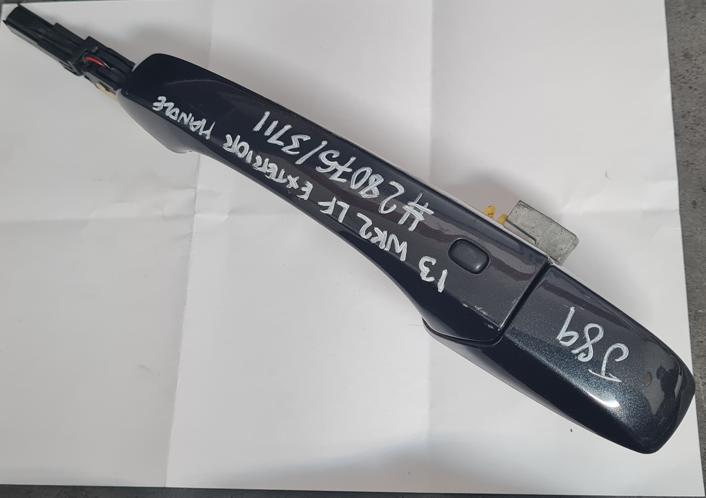 13 WK2 LF EXTERIOR HANDLE
#28075/3711
J89